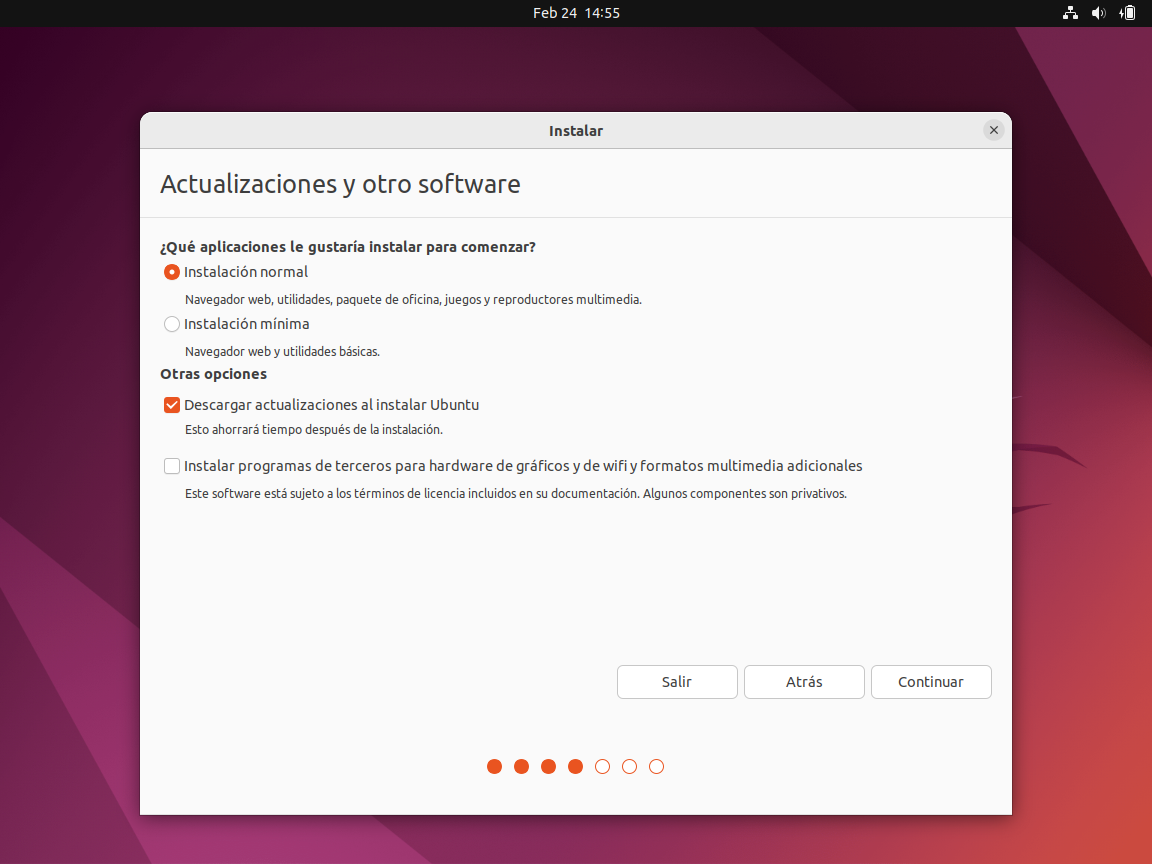 Feb 24 14:55
Instalar
Actualizaciones y otro software
¿Qué aplicaciones le gustaría instalar para comenzar?
Instalación normal
Navegador web, utilidades, paquete de oficina, juegos y reproductores multimedia.
Instalación mínima
Navegador web y utilidades básicas.
Otras opciones
Descargar actualizaciones al instalar Ubuntu
Esto ahorrará tiempo después de la instalación.
Instalar programas de terceros para hardware de gráficos y de wifi y formatos multimedia adicionales
Este software está sujeto a los términos de licencia incluidos en su documentación. Algunos componentes son privativos.
Salir Atrás Continuar